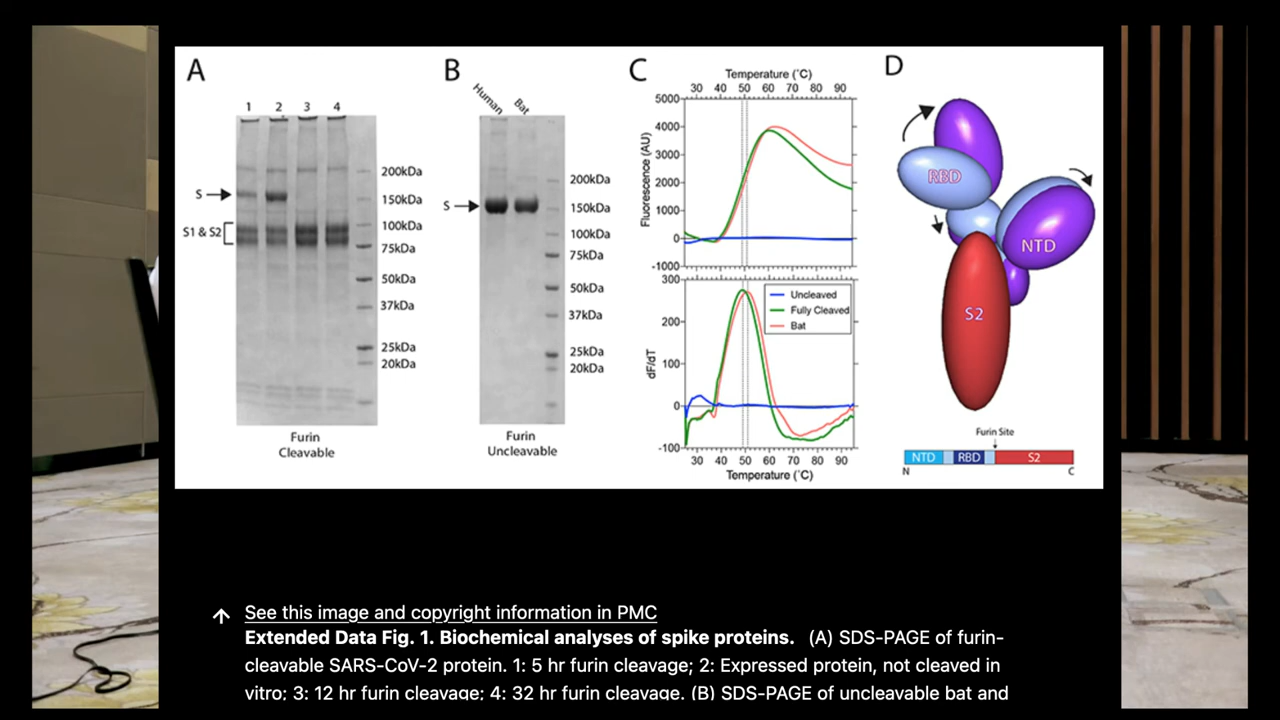 A
1 2 3 4
S
S1 & S2
200kDa
150kDa
100kDa
75kDa
50kDa
37kDa
25kDa
20kDa
Furin
Cleavable
B
Human Bat
S
200kDa
150kDa
100kDa
75kDa
50kDa
37kDa
25kDa
20kDa
Furin
Uncleavable
C
Temperature (˚C)
30 40 50 60 70 80 90
Fluorescence (AU)
5000
4000
3000
2000
1000
0
-1000
dF/dT
300
200
100
0
-100
Uncleaved
Fully Cleaved
Bat
30 40 50 60 70 80 90
Temperature (˚C)
D
RBD
NTD
S2
Furin Site
NTD RBD S2
N C
See this image and copyright information in PMC
Extended Data Fig. 1. Biochemical analyses of spike proteins. (A) SDS-PAGE of furin-
cleavable SARS-CoV-2 protein. 1: 5 hr furin cleavage; 2: Expressed protein, not cleaved in
vitro; 3: 12 hr furin cleavage; 4: 32 hr furin cleavage. (B) SDS-PAGE of uncleavable bat and